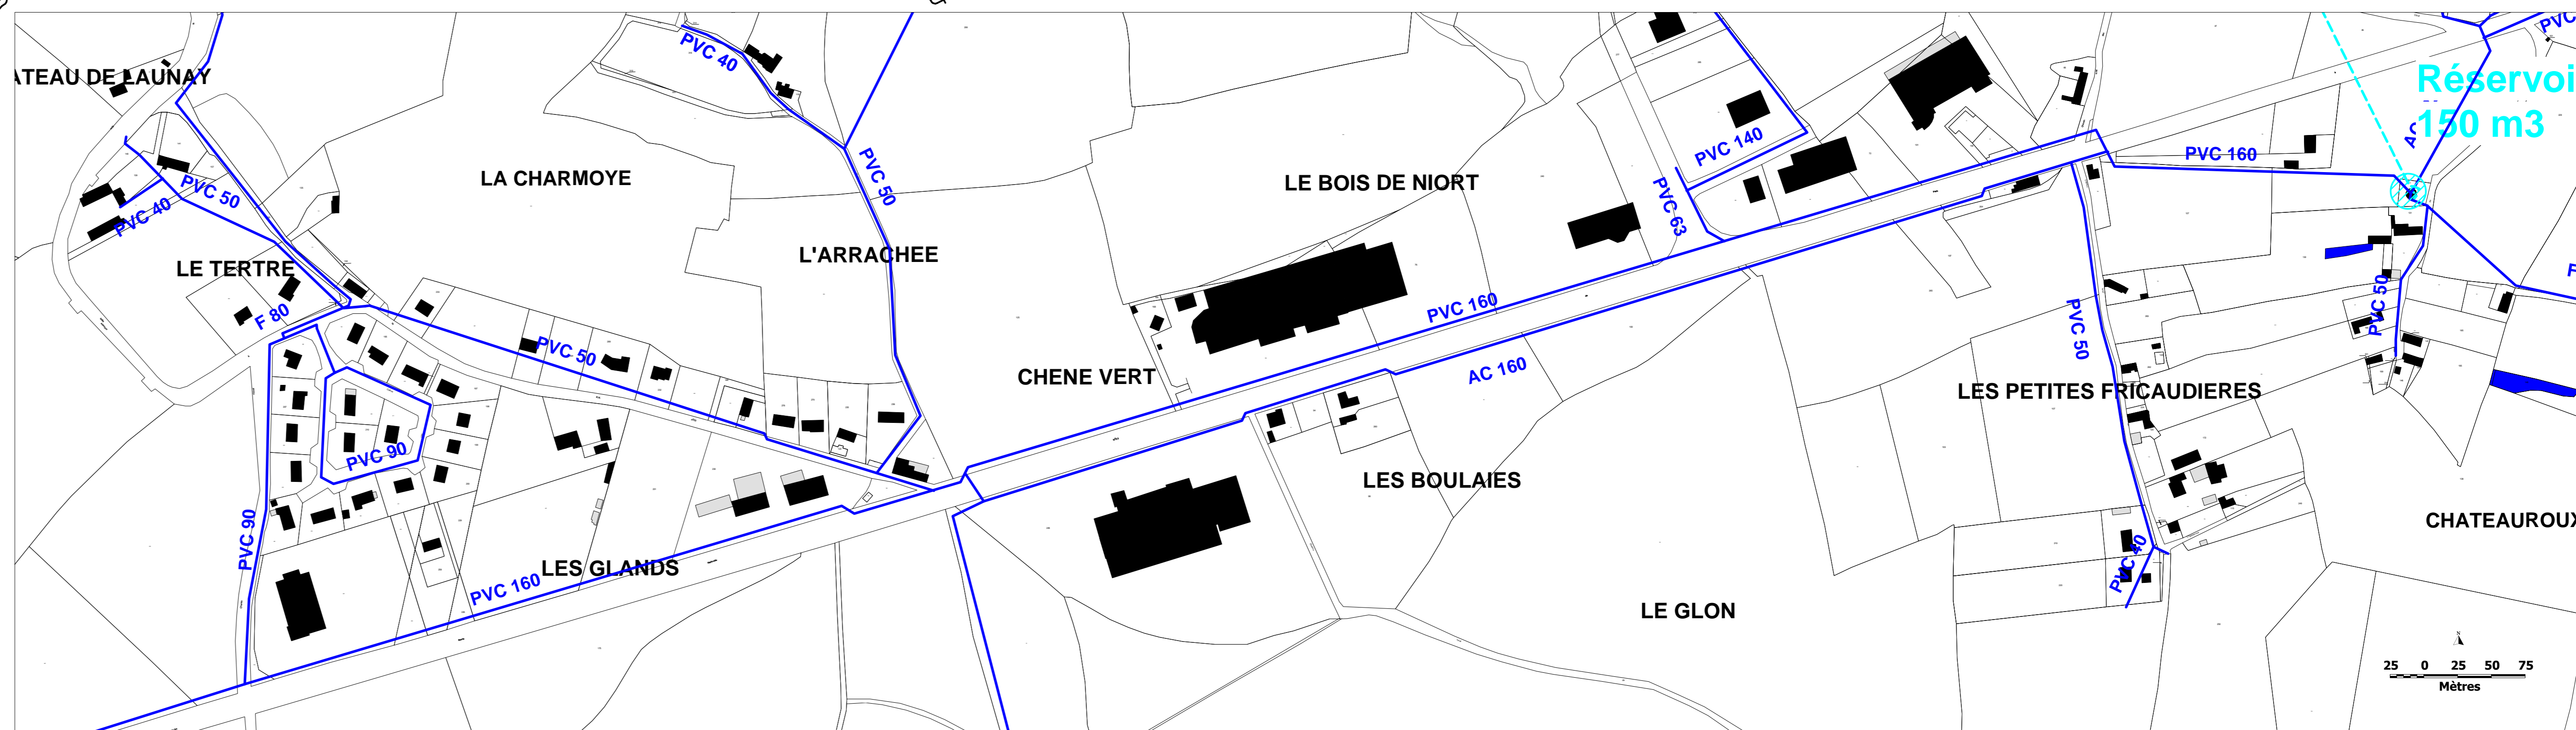 PVC
ATEAU DE LAUNAY
PVC 40
Réservoi
150 m3
AC
PVC 140
PVC 160
LA CHARMOYE
PVC 50
PVC 50
LE BOIS DE NIORT
PVC 63
PVC 40
L'ARRACHEE
LE TERTRE
F
F 80
PVC 160
PVC 50
PVC 50
PVC 50
CHENE VERT
AC 160
LES PETITES FRICAUDIERES
PVC 90
LES BOULAIES
CHATEAUROUX
PVC 90
LES GLANDS
PVC 160
PVC 40
LE GLON
N
25 0 25 50 75
Mètres